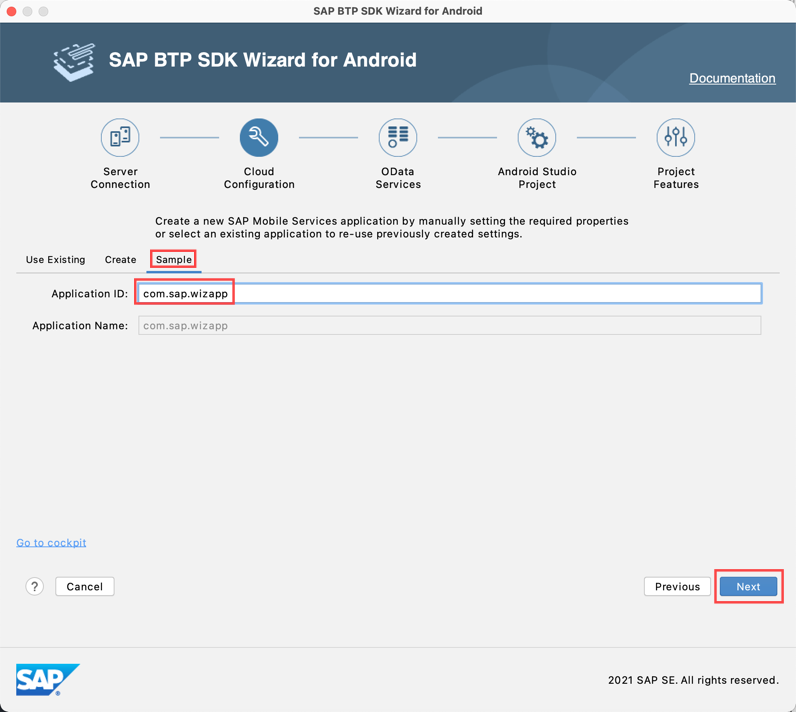 SAP BTP SDK Wizard for Android
SAP BTP SDK Wizard for Android
Documentation
Server
Connection
Cloud
Configuration
OData
Services
Android Studio
Project
Project
Features
Create a new SAP Mobile Services application by manually setting the required properties
or select an existing application to re-use previously created settings.
Use Existing Create Sample
Application ID: com.sap.wizapp
Application Name: com.sap.wizapp
Go to cockpit
? Cancel Previous Next
SAP ®
2021 SAP SE. All rights reserved.